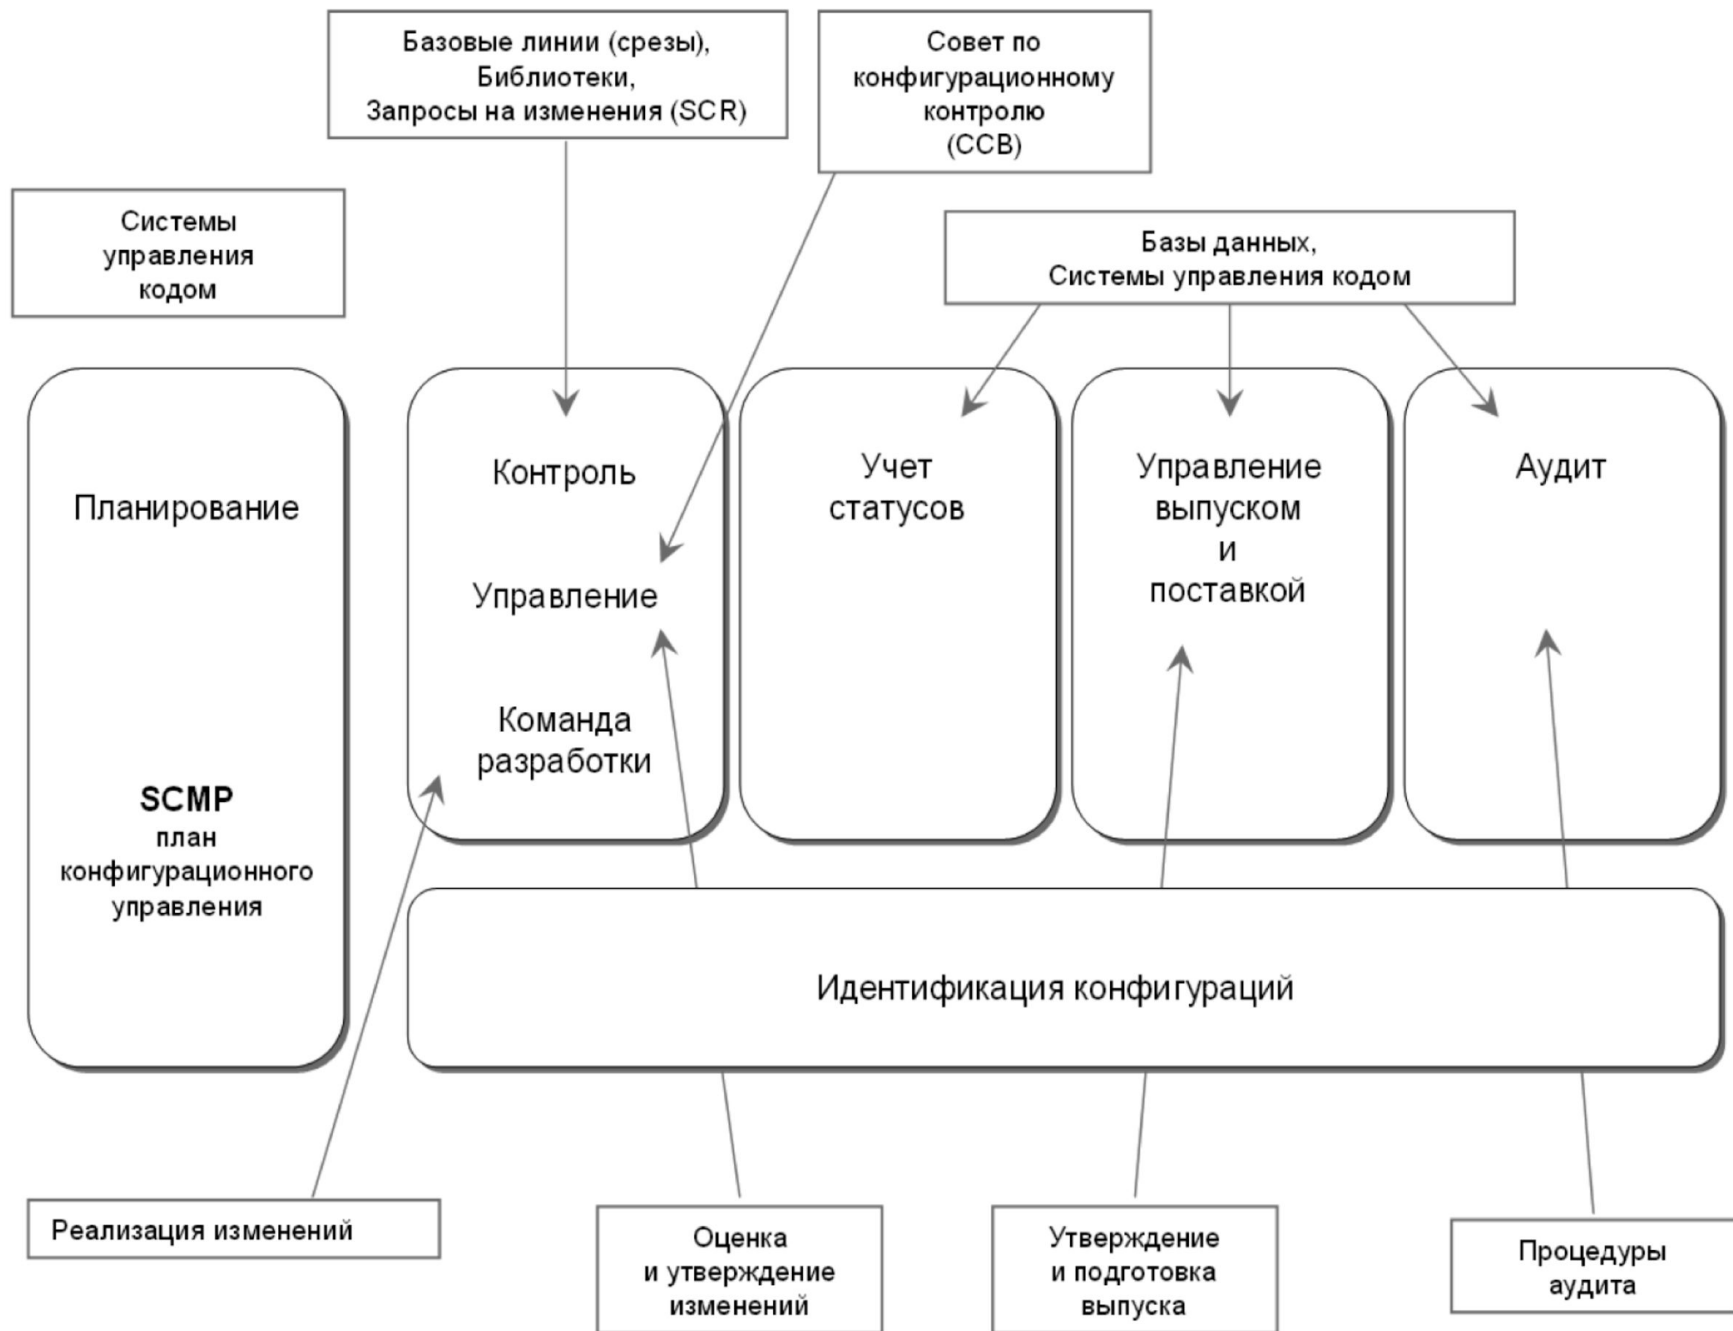 Базовые линии (срезы),
Библиотеки,
Запросы на изменения (SCR)
Совет по
конфигурационному
контролю
(CCB)
Системы
управления
кодом
Базы данных,
Системы управления кодом
Планирование
SCMP
план
конфигурационного
управления
Контроль
Управление
Команда
разработки
Учет
статусов
Управление
выпуском
и
поставкой
Аудит
Идентификация конфигураций
Реализация изменений
Оценка
и утверждение
изменений
Утверждение
и подготовка
выпуска
Процедуры
аудита